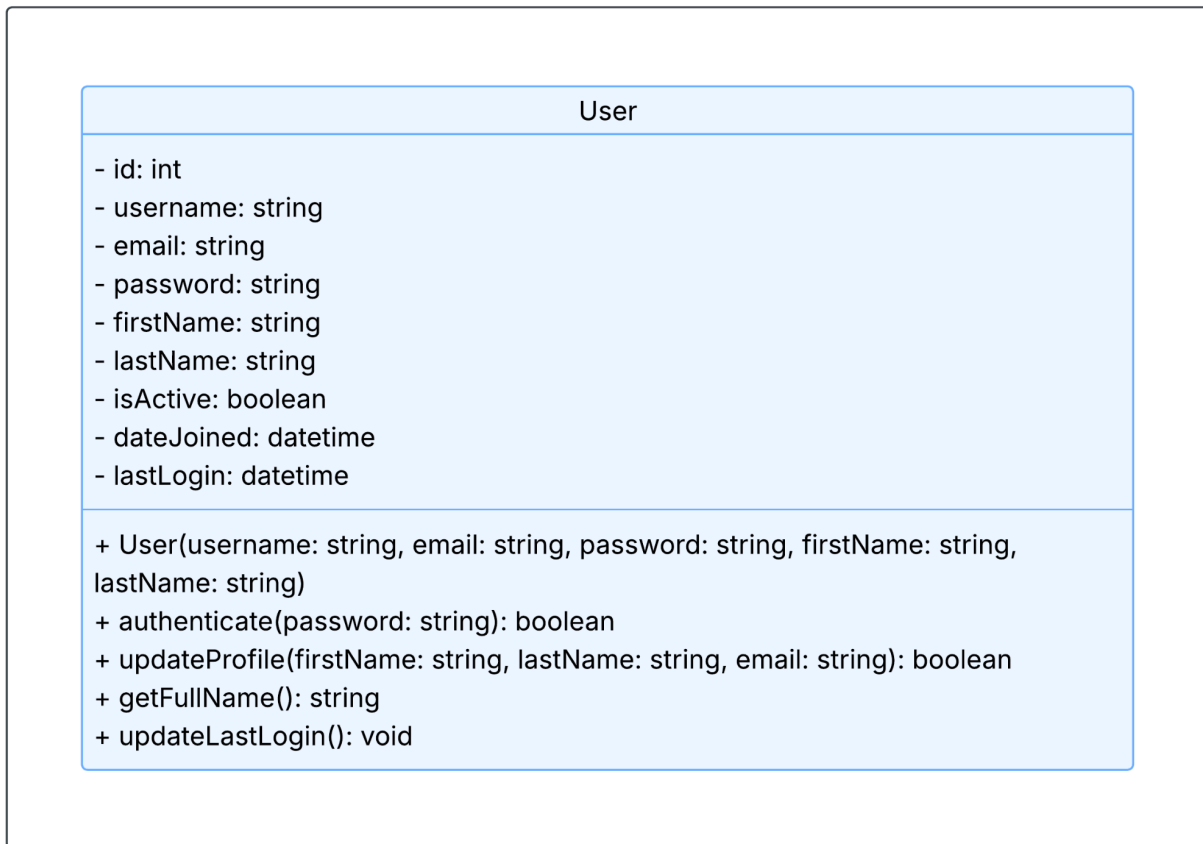 User
- id: int
- username: string
- email: string
- password: string
- firstName: string
- lastName: string
- isActive: boolean
- dateJoined: datetime
- lastLogin: datetime
+ User(username: string, email: string, password: string, firstName: string,
lastName: string)
+ authenticate(password: string): boolean
+ updateProfile(firstName: string, lastName: string, email: string): boolean
+ getFullName(): string
+ updateLastLogin(): void